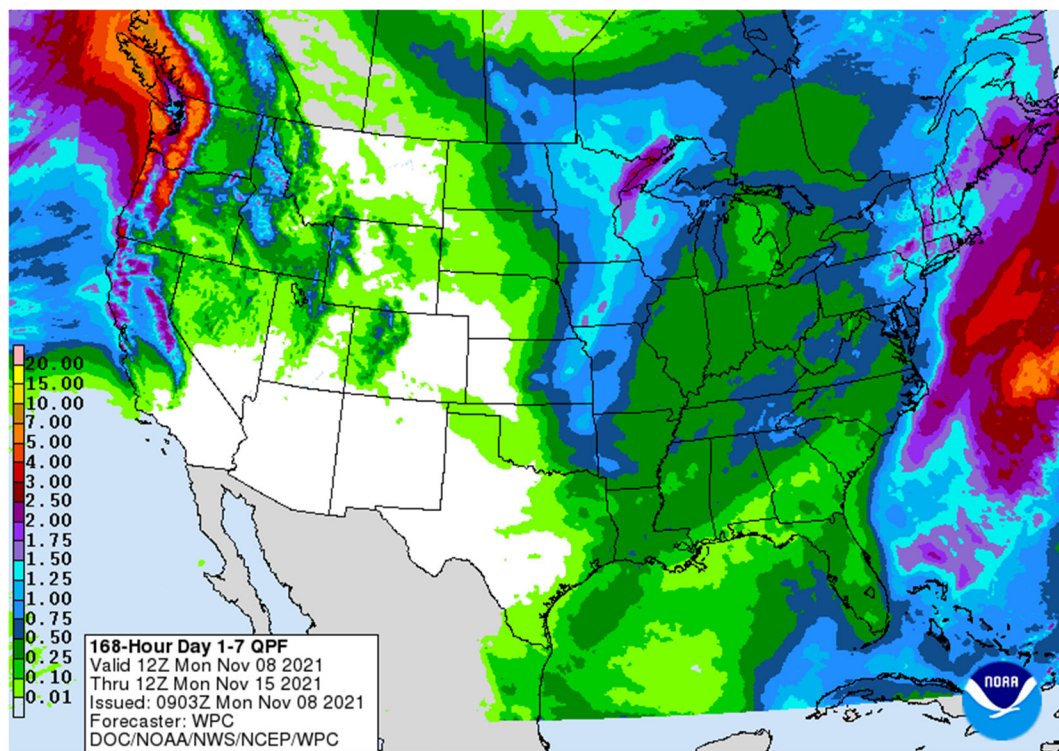 20.00
15.00
10.00
7.00
5.00
4.00
3.00
2.50
2.00
1.75
1.50
1.25
1.00
0.75
0.50
0.25
0.10
0.01
168-Hour Day 1-7 QPF
Valid 12Z Mon Nov 08 2021
Thru 12Z Mon Nov 15 2021
Issued: 0903Z Mon Nov 08 2021
Forecaster: WPC
DOC/NOAA/NWS/NCEP/WPC
NOAA